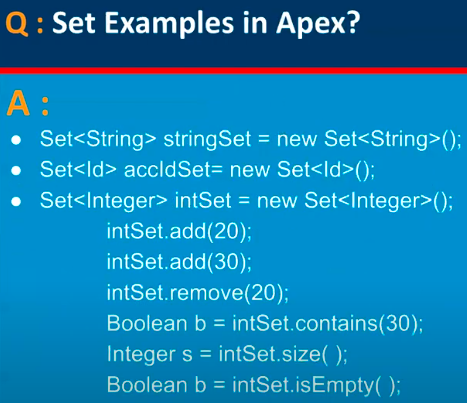 Q : Set Examples in Apex?
A :
● Set<String> stringSet = new Set<String>();
● Set<Id> accIdSet= new Set<Id>();
● Set<Integer> intSet = new Set<Integer>();
intSet.add(20);
intSet.add(30);
intSet.remove(20);
Boolean b = intSet.contains(30);
Integer s = intSet.size( );
Boolean b = intSet.isEmpty( );